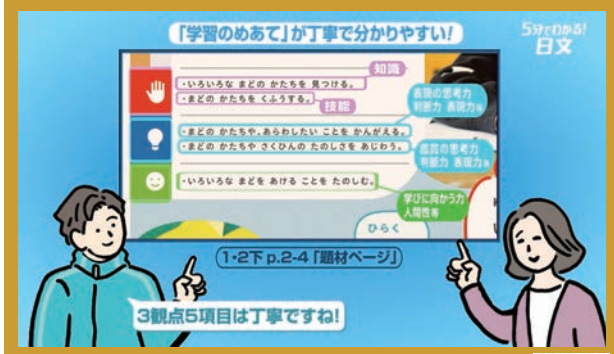 「学習のめあて」が丁寧で分かりやすい!
5分でわかる!
日文
知識
・いろいろな まどの かたちを 見つける。
・まどの かたちを くふうする。
技能
表現の思考力
判断力 表現力等
・まどの かたちや、あらわしたい ことを かんがえる。
・まどの かたちや さくひんの たのしさを あじわう。
鑑賞の思考力
判断力 表現力等
・いろいろな まどを あける ことを たのしむ。
学びに向かう力
人間性等
ひらく
1・2下 p.2-4「題材ページ」
3観点5項目は丁寧ですね!